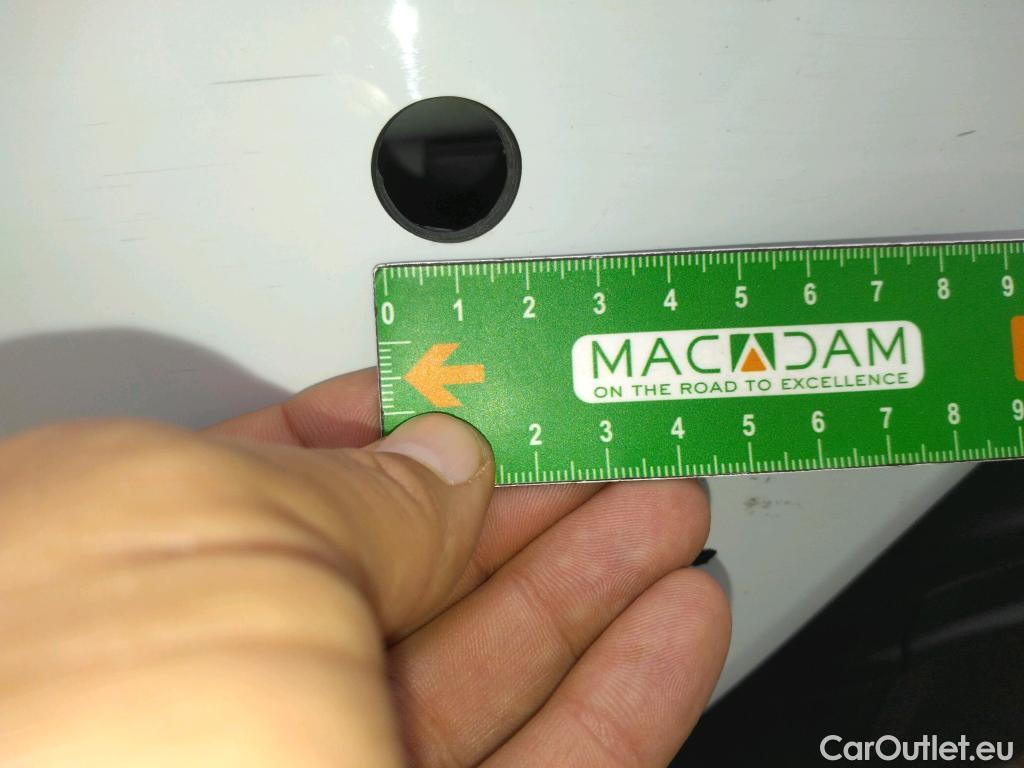 0 1 2 3 4 5 6 7 8 9
MACADAM
ON THE ROAD TO EXCELLENCE
2 3 4 5 6 7 8 9
CarOutlet.eu